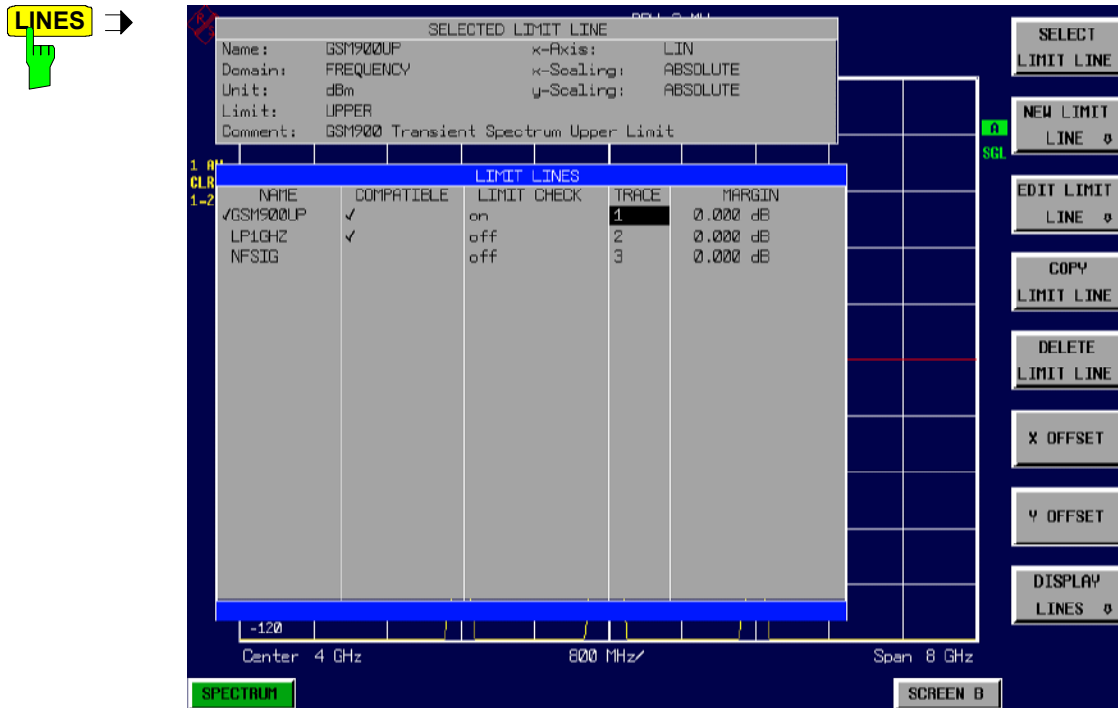 LINES
SELECTED LIMIT LINE
Name: GSM900UP x-Axis: LIN
Domain: FREQUENCY x-Scaling: ABSOLUTE
Unit: dBm y-Scaling: ABSOLUTE
Limit: UPPER
Comment: GSM900 Transient Spectrum Upper Limit
A
SGL
CLR
1-2
LIMIT LINES
NAME COMPATIBLE LIMIT CHECK TRACE MARGIN
✓GSM900UP ✓ on 1 0.000 dB
LP1GHZ ✓ off 2 0.000 dB
NFSIG off 3 0.000 dB
-120
Center 4 GHz 800 MHz/ Span 8 GHz
SPECTRUM
SCREEN B
SELECT
LIMIT LINE
NEW LIMIT
LINE
EDIT LIMIT
LINE
COPY
LIMIT LINE
DELETE
LIMIT LINE
X OFFSET
Y OFFSET
DISPLAY
LINES